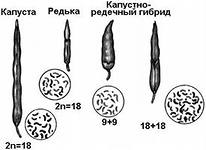 Капуста
Редька
Капустно-
редечный гибрид
2n=18
2n=18
9+9
18+18